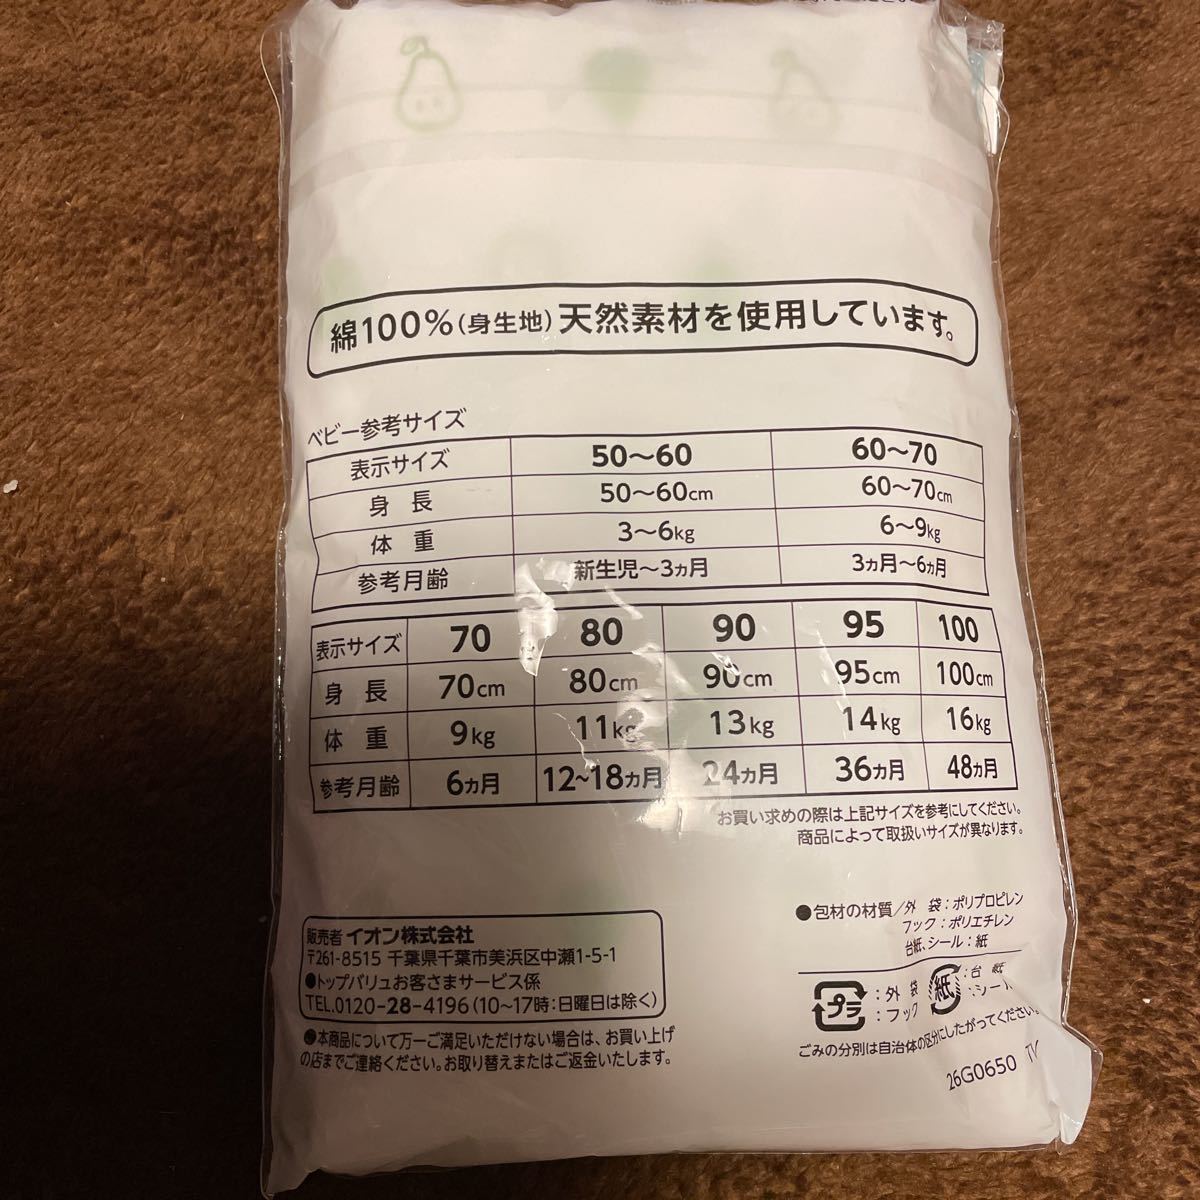 綿100%(身生地)天然素材を使用しています。
ベビー参考サイズ
表示サイズ 50〜60 60〜70
身長 50〜60cm 60〜70cm
体重 3〜6kg 6〜9kg
参考月齢 新生児〜3ヵ月 3ヵ月〜6ヵ月
表示サイズ 70 80 90 95 100
身長 70cm 80cm 90cm 95cm 100cm
体重 9kg 11kg 13kg 14kg 16kg
参考月齢 6ヵ月 12~18ヵ月 24ヵ月 36ヵ月 48ヵ月
お買い求めの際は上記サイズを参考にしてください。
商品によって取扱いサイズが異なります。
●包材の材質/外 袋:ポリプロピレン
フック:ポリエチレン
台紙、シール:紙
プラ :外 袋
:フック
紙 :台 紙
:シール
ごみの分別は自治体の区分にしたがってください。
26G0650 TV
販売者 イオン株式会社
〒261-8515 千葉県千葉市美浜区中瀬1-5-1
●トップバリュお客さまサービス係
TEL.0120-28-4196(10〜17時:日曜日は除く)
●本商品について万一ご満足いただけない場合は、お買い上げ
の店までご連絡ください。お取り替えまたはご返金いたします。